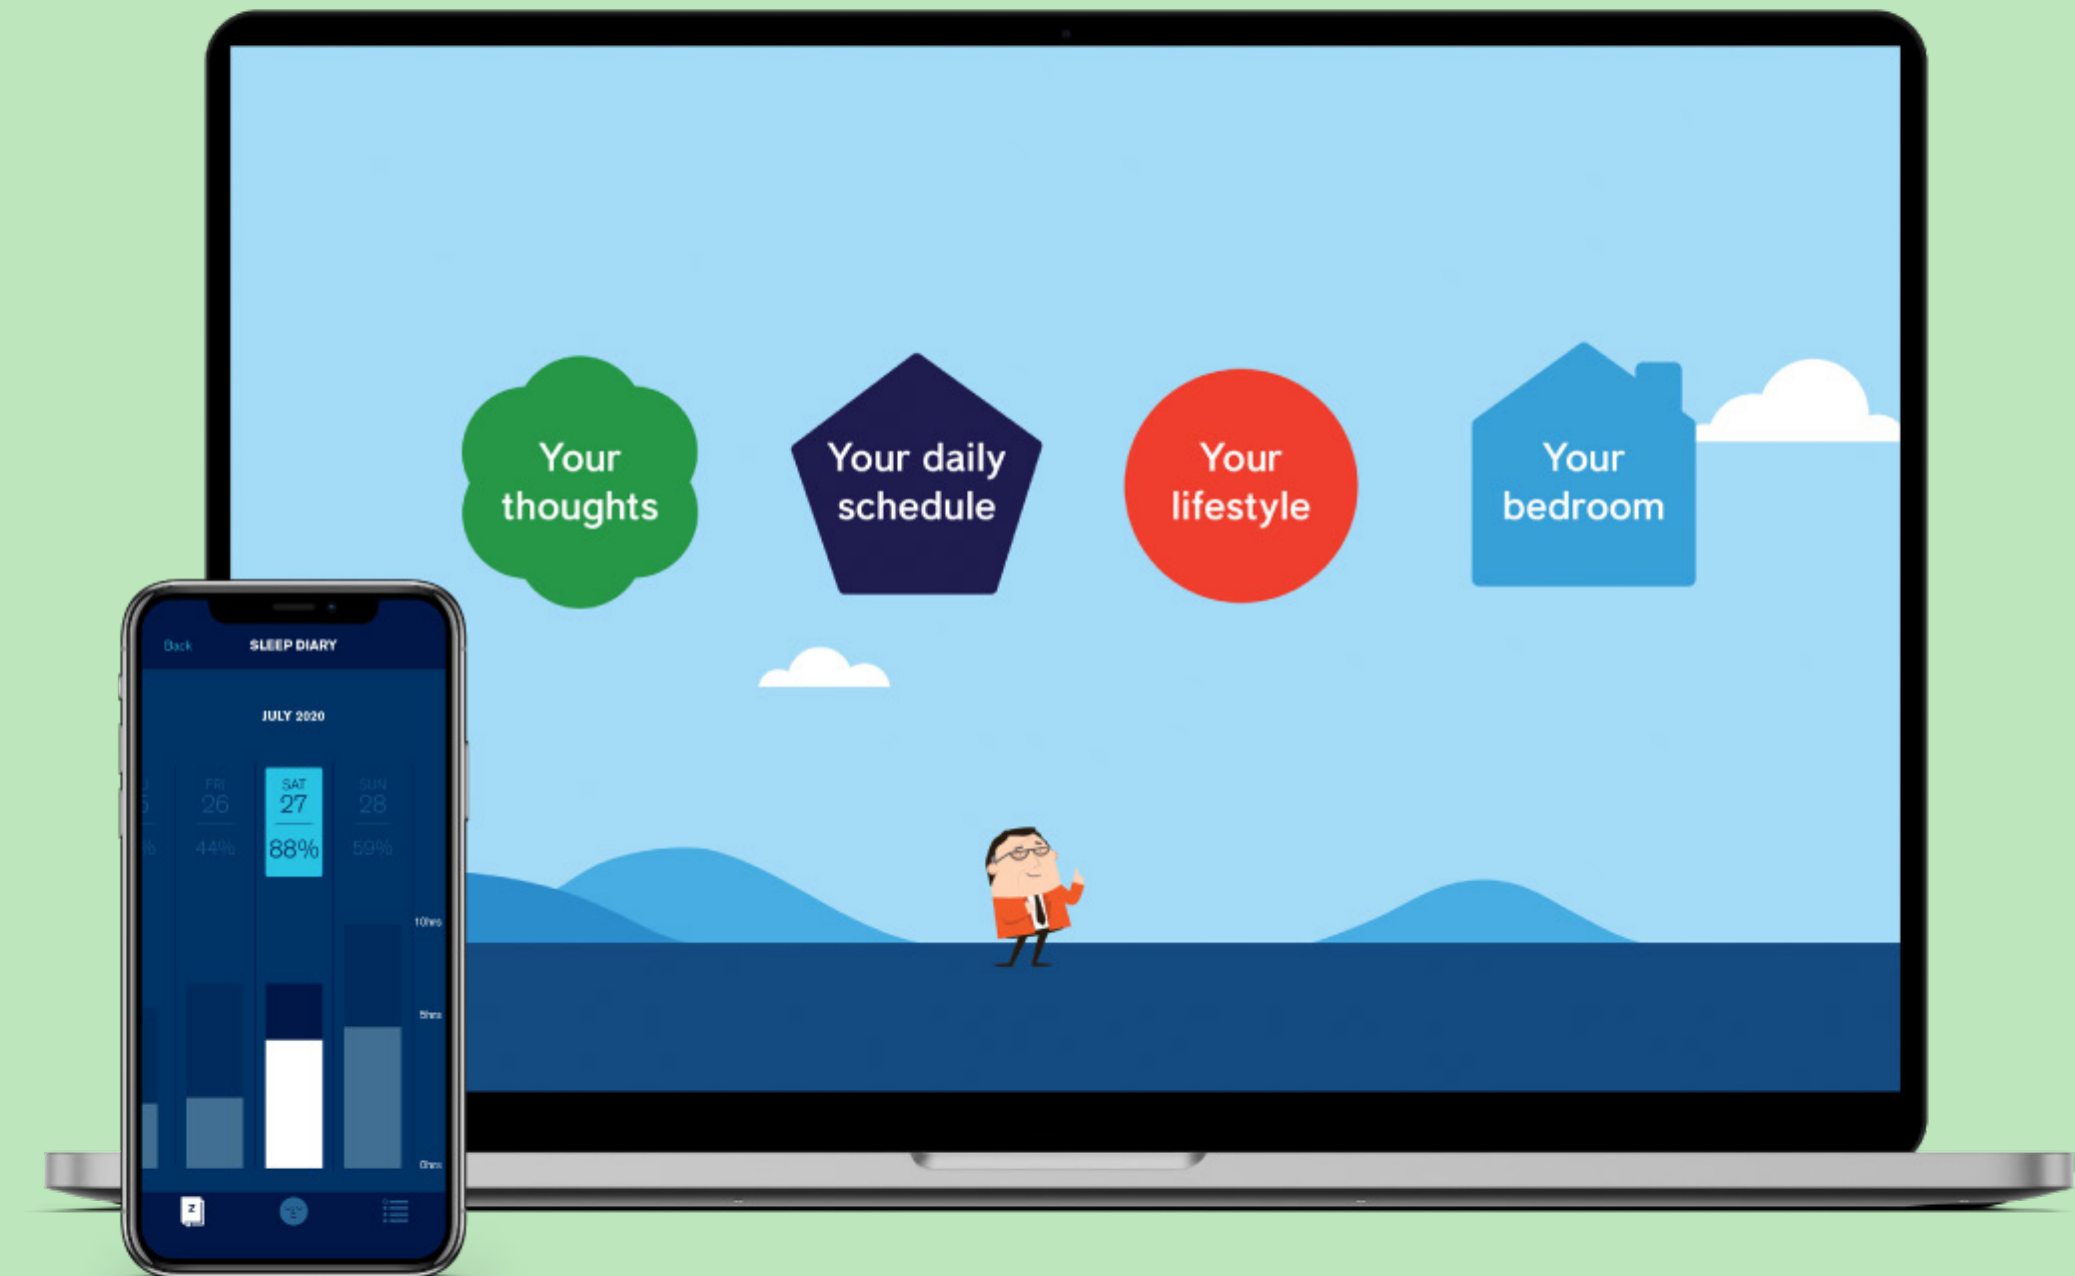 Your
thoughts
Your daily
schedule
Your
lifestyle
Your
bedroom
Back SLEEP DIARY
JULY 2020
FRI SAT SUN
26 27 28
44% 88% 59%
10hrs
5hrs
0hrs
z